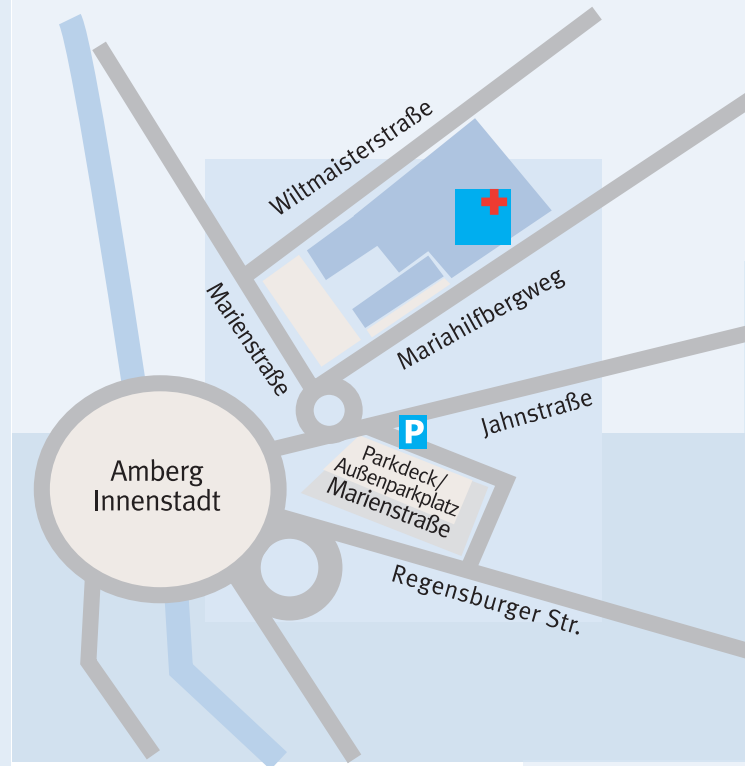 Wiltmaisterstraße
Marienstraße
Mariahilfbergweg
Jahnstraße
P
Parkdeck/
Außenparkplatz
Marienstraße
Amberg
Innenstadt
Regensburger Str.